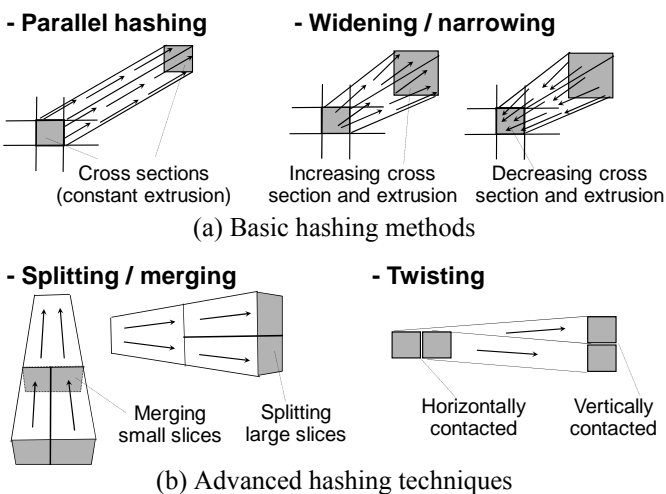 - Parallel hashing
- Widening / narrowing
Cross sections
(constant extrusion)
Increasing cross
section and extrusion
Decreasing cross
section and extrusion
(a) Basic hashing methods
- Splitting / merging
- Twisting
Merging
small slices
Splitting
large slices
Horizontally
contacted
Vertically
contacted
(b) Advanced hashing techniques